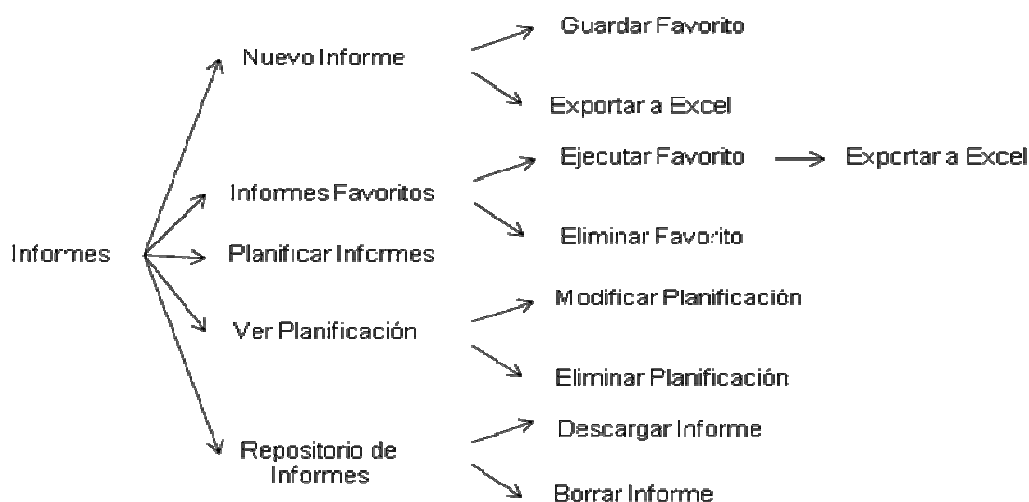 Guardar Favorito
Nuevo Informe
Exportar a Excel
Ejecutar Favorito
Exportar a Excel
Informes Favoritos
Eliminar Favorito
Informes
Planificar Informes
Modificar Planificación
Ver Planificación
Eliminar Planificación
Descargar Informe
Repositorio de
Informes
Borrar Informe